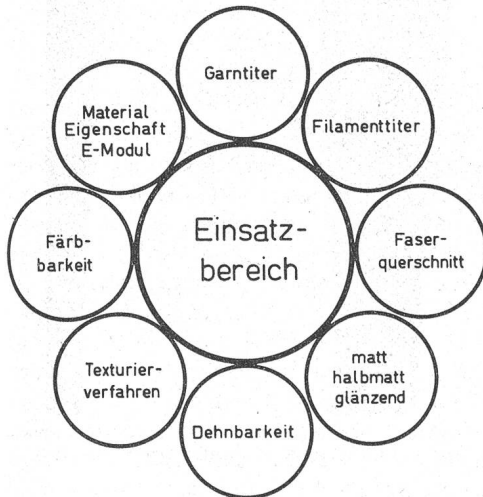 Garntiter
Material
Eigenschaft
E-Modul
Filamenttiter
Färb-
barkeit
Einsatz-
bereich
Faser-
querschnitt
Texturier-
verfahren
matt
halbmatt
glänzend
Dehnbarkeit